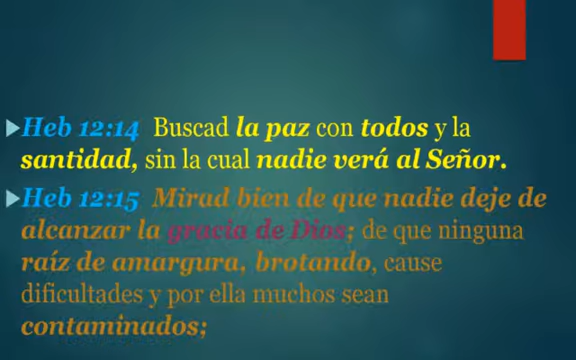 Heb 12:14 Buscad la paz con todos y la
santidad, sin la cual nadie verá al Señor.
Heb 12:15 Mirad bien de que nadie deje de
alcanzar la gracia de Dios; de que ninguna
raíz de amargura, brotando, cause
dificultades y por ella muchos sean
contaminados;